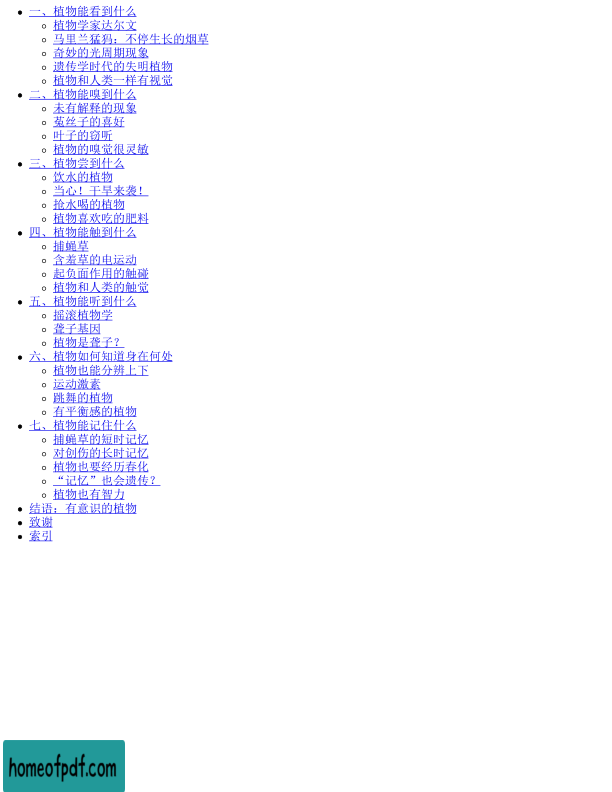 一、植物能看到什么
植物学家达尔文
马里兰猛犸：不停生长的烟草
奇妙的光周期现象
遗传学时代的失明植物
植物和人类一样有视觉
二、植物能嗅到什么
未有解释的现象
菟丝子的喜好
叶子的窃听
植物的嗅觉很灵敏
三、植物尝到什么
饮水的植物
当心！干旱来袭！
抢水喝的植物
植物喜欢吃的肥料
四、植物能触到什么
捕蝇草
含羞草的电运动
起负面作用的触碰
植物和人类的触觉
五、植物能听到什么
摇滚植物学
聋子基因
植物是聋子？
六、植物如何知道身在何处
植物也能分辨上下
运动激素
跳舞的植物
有平衡感的植物
七、植物能记住什么
捕蝇草的短时记忆
对创伤的长时记忆
植物也要经历春化
“记忆”也会遗传？
植物也有智力
结语：有意识的植物
致谢
索引
homeofpdf.com